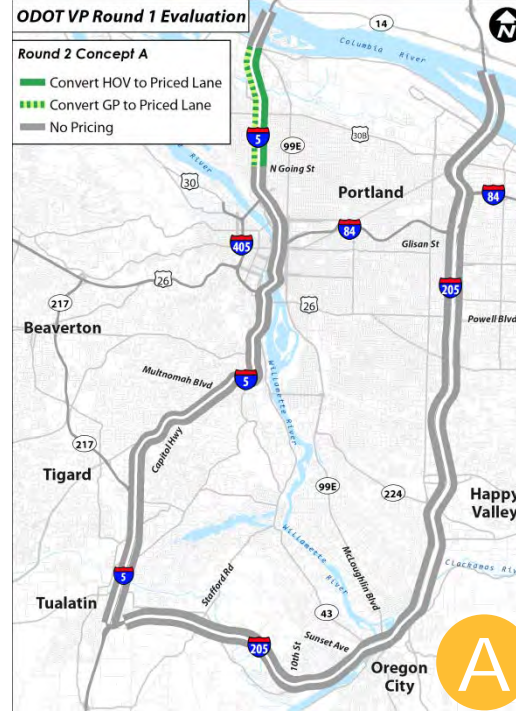 ODOT VP Round 1 Evaluation
Round 2 Concept A
Convert HOV to Priced Lane
Convert GP to Priced Lane
No Pricing
N
14
Columbia River
5
99E
30B
N Going St
River
30
Portland
84
84
405
Glisan St
205
26
26
217
Powell Blvd
Beaverton
Multnomah Blvd
5
Willamette River
Capitol Hwy
217
Tigard
99E
224
Happy
Valley
Willamette
River
McLoughlin Blvd
Clackamas River
5
Stafford Rd
Tualatin
43
Sunset Ave
10th St
205
Oregon
City
A